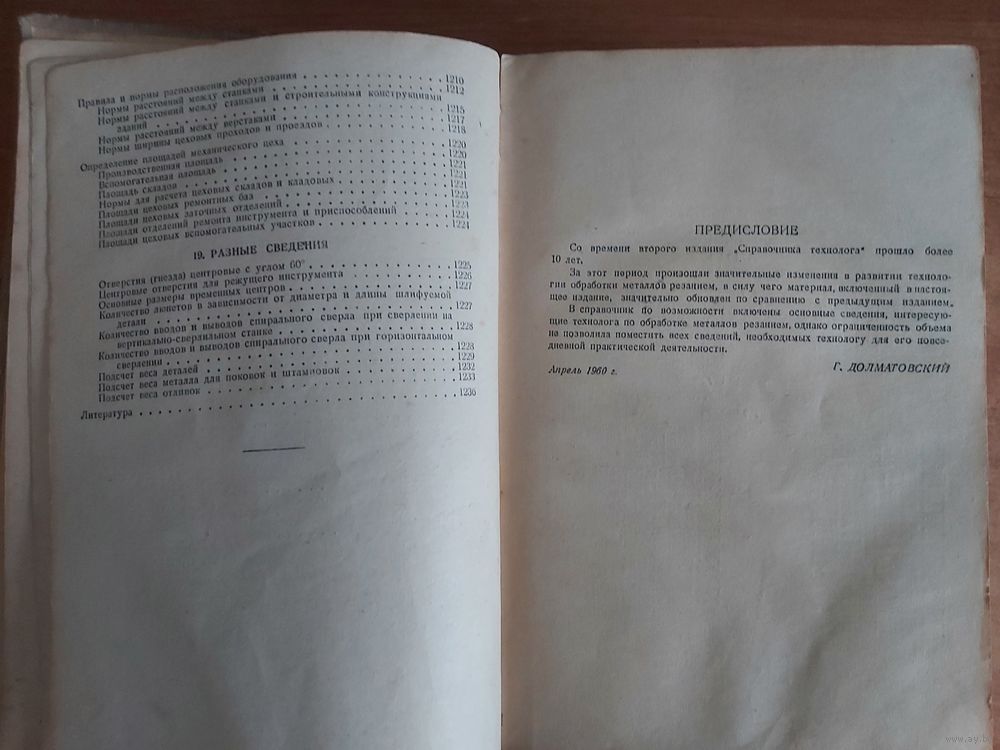 Правила и нормы расположения оборудования . . . . . . . . . . 1210
Нормы расстояний между станками . . . . . . . . . . 1212
Нормы расстояний между станками и строительными конструкциями
зданий . . . . . . . . . . 1215
Нормы расстояний между верстаками . . . . . . . . . . 1217
Нормы ширины цеховых проходов и проездов . . . . . . . . . . 1218
Определение площадей механического цеха . . . . . . . . . . 1220
Производственная площадь . . . . . . . . . . 1220
Вспомогательная площадь . . . . . . . . . . 1221
Площадь складов . . . . . . . . . . 1221
Нормы для расчета цеховых складов и кладовых . . . . . . . . . . 1221
Площади цеховых ремонтных баз . . . . . . . . . . 1223
Площади цеховых заточных отделений . . . . . . . . . . 1223
Площади отделений ремонта инструмента и приспособлений . . . . . 1224
Площади цеховых вспомогательных участков . . . . . . . . . . 1224
19. РАЗНЫЕ СВЕДЕНИЯ
Отверстия (гнезда) центровые с углом 60° . . . . . . . . . . 1225
Центровые отверстия для режущего инструмента . . . . . . . . . . 1226
Основные размеры временных центров . . . . . . . . . . 1227
Количество люнетов в зависимости от диаметра и длины шлифуемой
детали . . . . . . . . . . 1227
Количество вводов и выводов спирального сверла при сверлении на
вертикально-сверлильном станке . . . . . . . . . . 1228
Количество вводов и выводов спирального сверла при горизонтальном
сверлении . . . . . . . . . . 1228
Подсчет веса деталей . . . . . . . . . . 1229
Подсчет веса металла для поковок и штамповок . . . . . . . . . . 1232
Подсчет веса отливок . . . . . . . . . . 1233
Литература . . . . . . . . . . 1236
ПРЕДИСЛОВИЕ
Со времени второго издания „Справочника технолога“ прошло более
10 лет.
За этот период произошли значительные изменения в развитии техноло-
гии обработки металлов резанием, в силу чего материал, включенный в настоя-
щее издание, значительно обновлен по сравнению с предыдущим изданием.
В справочник по возможности включены основные сведения, интересую-
щие технолога по обработке металлов резанием, однако ограниченность объема
не позволила поместить всех сведений, необходимых технологу для его повсе-
дневной практической деятельности.
Г. ДОЛМАТОВСКИЙ
Апрель 1960 г.
www.ay.by